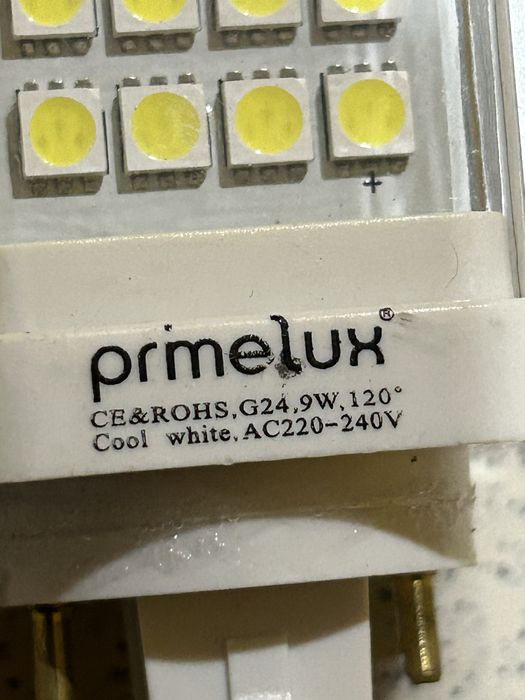 +
prmelux®
CE&ROHS,G24,9W,120°
Cool white,AC220-240V